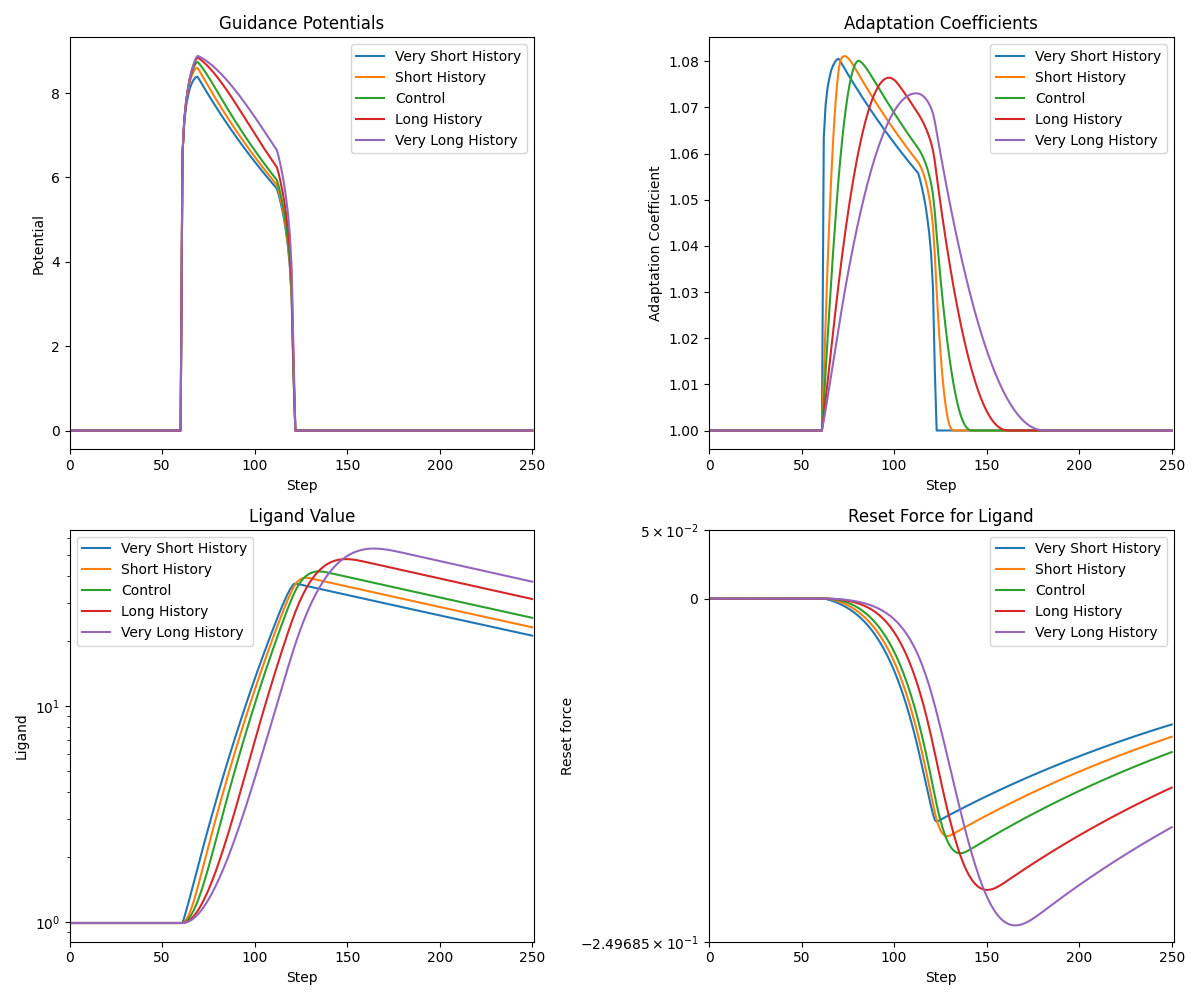 Guidance Potentials
Potential
8
6
4
2
0
0 50 100 150 200 250
Step
Very Short History
Short History
Control
Long History
Very Long History
Adaptation Coefficients
Adaptation Coefficient
1.08
1.07
1.06
1.05
1.04
1.03
1.02
1.01
1.00
0 50 100 150 200 250
Step
Very Short History
Short History
Control
Long History
Very Long History
Ligand Value
Ligand
10¹
10⁰
0 50 100 150 200 250
Step
Very Short History
Short History
Control
Long History
Very Long History
Reset Force for Ligand
Reset force
5 × 10⁻²
0
−2.49685 × 10⁻¹
0 50 100 150 200 250
Step
Very Short History
Short History
Control
Long History
Very Long History